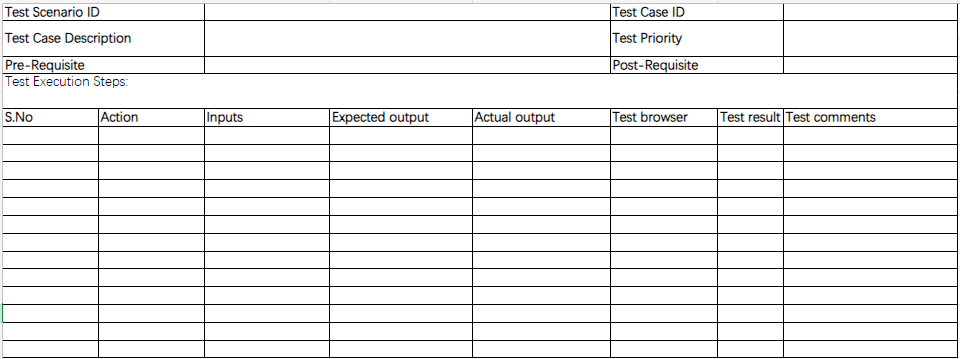 Test Scenario ID Test Case ID
Test Case Description Test Priority
Pre-Requisite Post-Requisite
Test Execution Steps:
S.No Action Inputs Expected output Actual output Test browser Test result Test comments